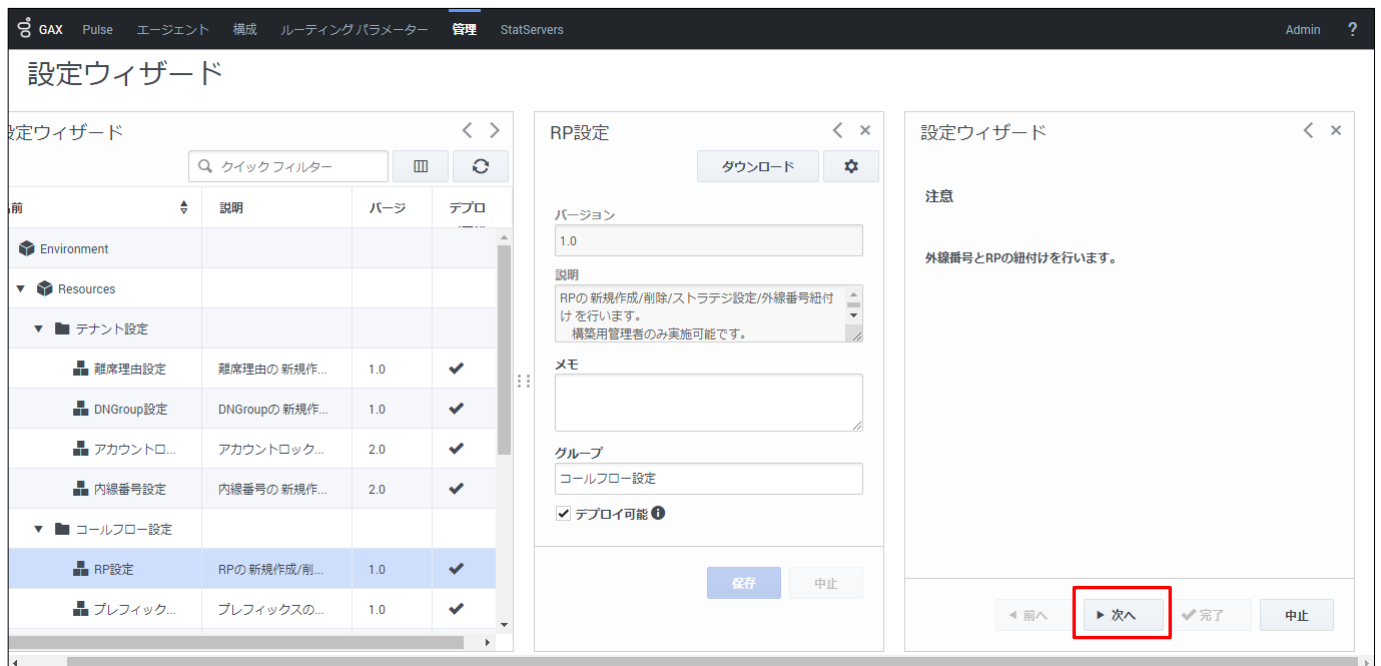 GAX Pulse エージェント 構成 ルーティング パラメーター 管理 StatServers Admin ?
設定ウィザード
設定ウィザード
クイック フィルター
名前 説明 バージ デプロ
Environment
Resources
テナント設定
離席理由設定 離席理由の 新規作... 1.0
DNGroup設定 DNGroupの 新規作... 1.0
アカウントロ... アカウントロック... 2.0
内線番号設定 内線番号の 新規作... 2.0
コールフロー設定
RP設定 RPの 新規作成/削... 1.0
プレフィック... プレフィックスの... 1.0
RP設定
ダウンロード
バージョン
1.0
説明
RPの 新規作成/削除/ストラテジ設定/外線番号紐付
け を行います。
構築用管理者のみ実施可能です。
メモ
グループ
コールフロー設定
デプロイ可能
保存 中止
設定ウィザード
注意
外線番号とRPの紐付けを行います。
前へ 次へ 完了 中止